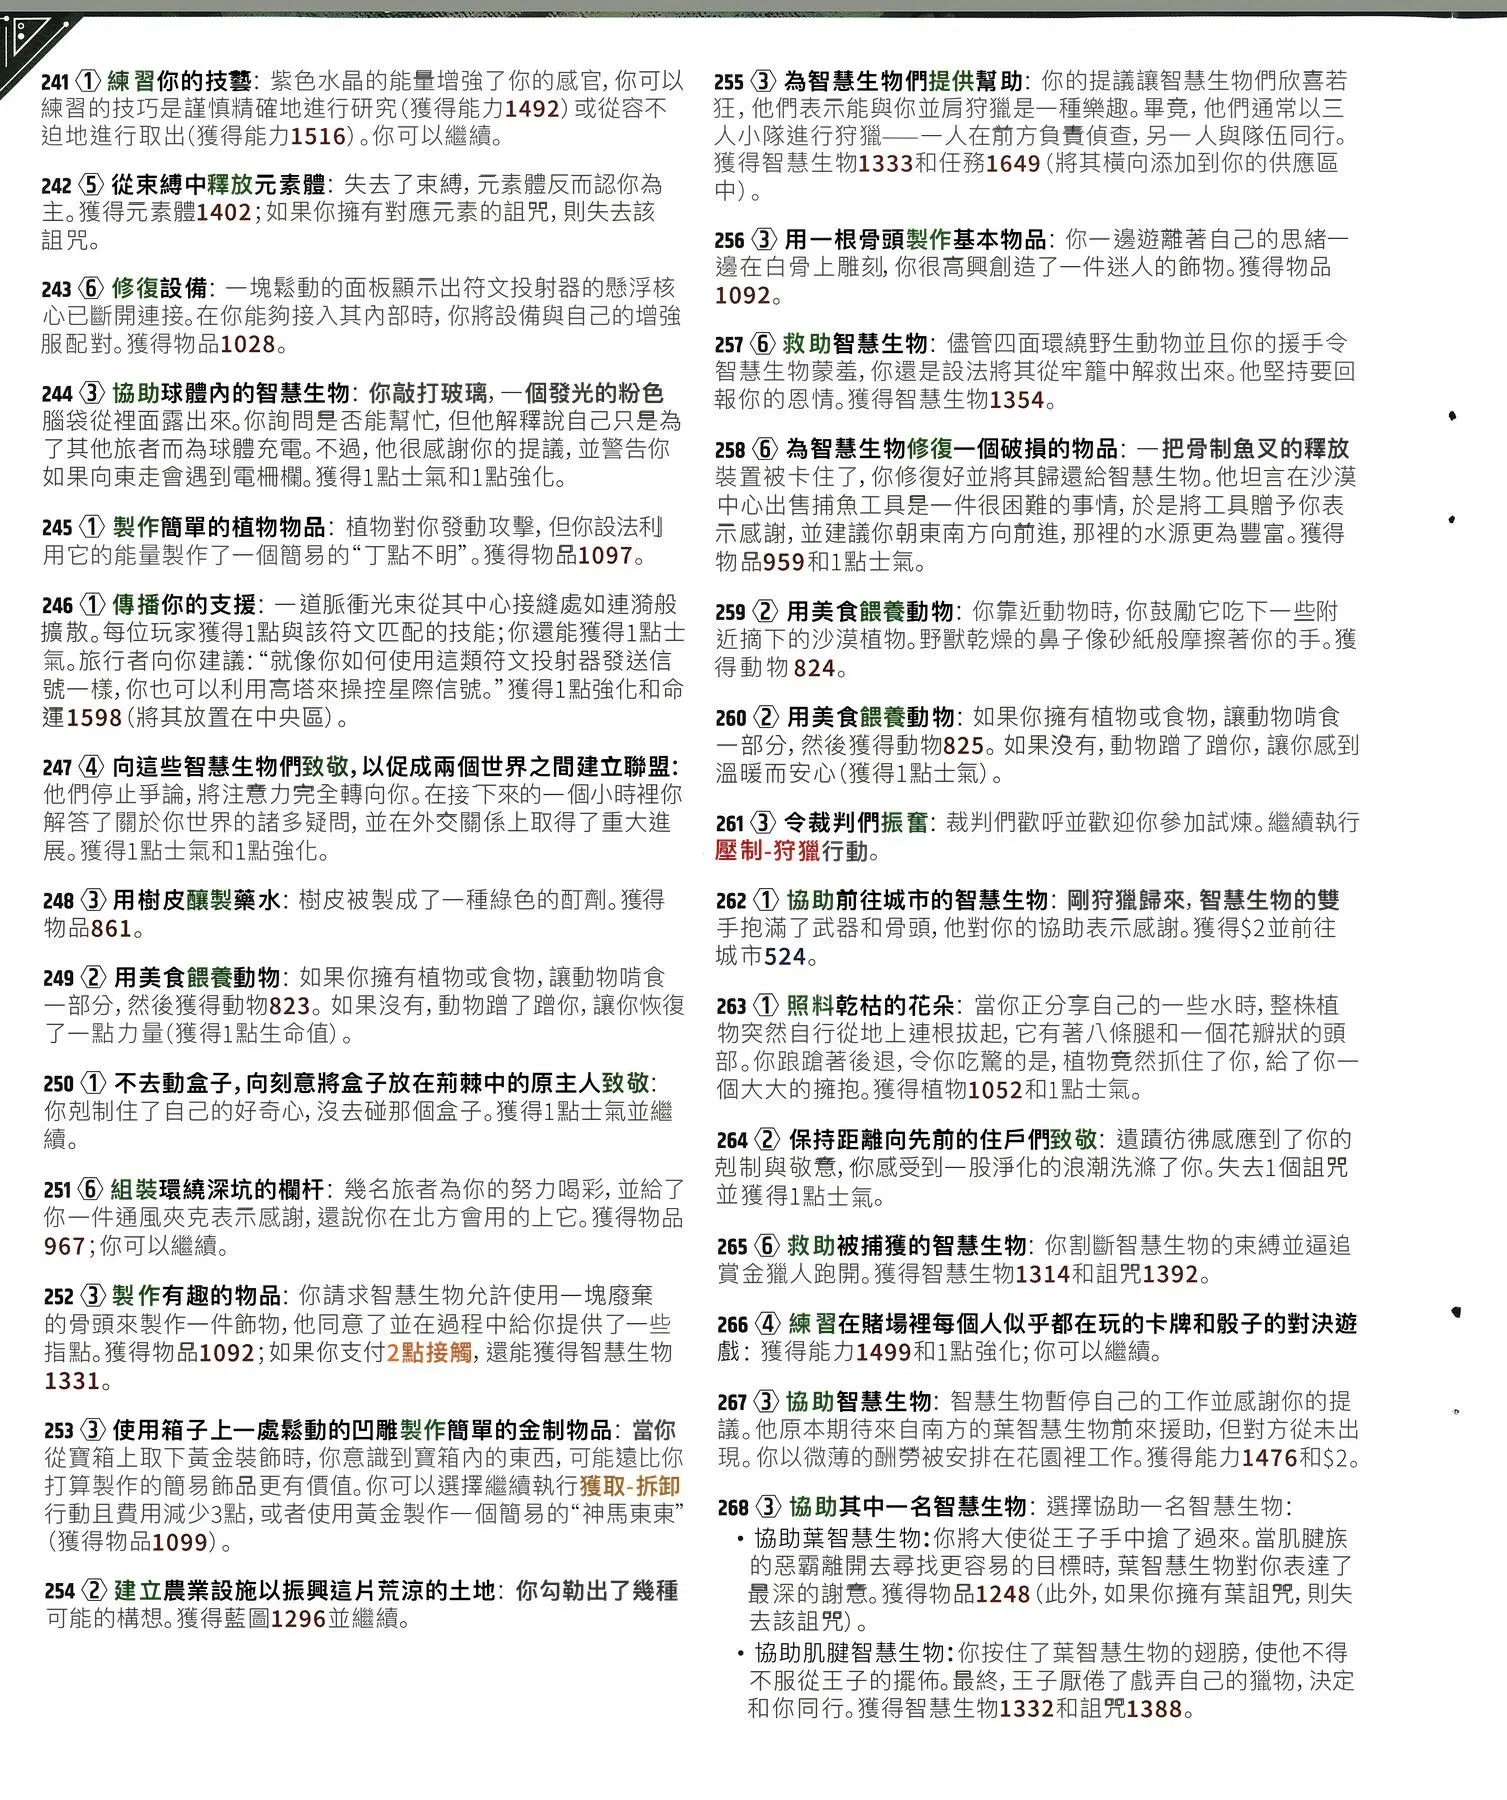 241 ① 練習你的技藝：紫色水晶的能量增強了你的感官，你可以
練習的技巧是謹慎精確地進行研究（獲得能力1492）或從容不
迫地進行取出（獲得能力1516）。你可以繼續。
242 ⑤ 從束縛中釋放元素體：失去了束縛，元素體反而認你為
主。獲得元素體1402；如果你擁有對應元素的詛咒，則失去該
詛咒。
243 ⑥ 修復設備：一塊鬆動的面板顯示出符文投射器的懸浮核
心已斷開連接。在你能夠接入其內部時，你將設備與自己的增強
服配對。獲得物品1028。
244 ③ 協助球體內的智慧生物：你敲打玻璃，一個發光的粉色
腦袋從裡面露出來。你詢問是否能幫忙，但他解釋說自己只是為
了其他旅者而為球體充電。不過，他很感謝你的提議，並警告你
如果向東走會遇到電柵欄。獲得1點士氣和1點強化。
245 ① 製作簡單的植物物品：植物對你發動攻擊，但你設法利
用它的能量製作了一個簡易的“丁點不明”。獲得物品1097。
246 ① 傳播你的支援：一道脈衝光束從其中心接縫處如連漪般
擴散。每位玩家獲得1點與該符文匹配的技能；你還能獲得1點士
氣。旅行者向你建議：“就像你如何使用這類符文投射器發送信
號一樣，你也可以利用高塔來操控星際信號。”獲得1點強化和命
運1598（將其放置在中央區）。
247 ④ 向這些智慧生物們致敬，以促成兩個世界之間建立聯盟：
他們停止爭論，將注意力完全轉向你。在接下來的一個小時裡你
解答了關於你世界的諸多疑問，並在外交關係上取得了重大進
展。獲得1點士氣和1點強化。
248 ③ 用樹皮釀製藥水：樹皮被製成了一種綠色的酊劑。獲得
物品861。
249 ② 用美食餵養動物：如果你擁有植物或食物，讓動物啃食
一部分，然後獲得動物823。如果沒有，動物蹭了蹭你，讓你恢復
了一點力量（獲得1點生命值）。
250 ① 不去動盒子，向刻意將盒子放在荊棘中的原主人致敬：
你剋制住了自己的好奇心，沒去碰那個盒子。獲得1點士氣並繼
續。
251 ⑥ 組裝環繞深坑的欄杆：幾名旅者為你的努力喝彩，並給了
你一件通風夾克表示感謝，還說你在北方會用的上它。獲得物品
967；你可以繼續。
252 ③ 製作有趣的物品：你請求智慧生物允許使用一塊廢棄
的骨頭來製作一件飾物，他同意了並在過程中給你提供了一些
指點。獲得物品1092；如果你支付2點接觸，還能獲得智慧生物
1331。
253 ③ 使用箱子上一處鬆動的凹雕製作簡單的金制物品：當你
從寶箱上取下黃金裝飾時，你意識到寶箱內的東西，可能遠比你
打算製作的簡易飾品更有價值。你可以選擇繼續執行獲取-拆卸
行動且費用減少3點，或者使用黃金製作一個簡易的“神馬東東”
（獲得物品1099）。
254 ② 建立農業設施以振興這片荒涼的土地：你勾勒出了幾種
可能的構想。獲得藍圖1296並繼續。
255 ③ 為智慧生物們提供幫助：你的提議讓智慧生物們欣喜若
狂，他們表示能與你並肩狩獵是一種樂趣。畢竟，他們通常以三
人小隊進行狩獵——一人在前方負責偵查，另一人與隊伍同行。
獲得智慧生物1333和任務1649（將其橫向添加到你的供應區
中）。
256 ③ 用一根骨頭製作基本物品：你一邊遊離著自己的思緒一
邊在白骨上雕刻，你很高興創造了一件迷人的飾物。獲得物品
1092。
257 ⑥ 救助智慧生物：儘管四面環繞野生動物並且你的援手令
智慧生物蒙羞，你還是設法將其從牢籠中解救出來。他堅持要回
報你的恩情。獲得智慧生物1354。
258 ⑥ 為智慧生物修復一個破損的物品：一把骨制魚叉的釋放
裝置被卡住了，你修復好並將其歸還給智慧生物。他坦言在沙漠
中心出售捕魚工具是一件很困難的事情，於是將工具贈予你表
示感謝，並建議你朝東南方向前進，那裡的水源更為豐富。獲得
物品959和1點士氣。
259 ② 用美食餵養動物：你靠近動物時，你鼓勵它吃下一些附
近摘下的沙漠植物。野獸乾燥的鼻子像砂紙般摩擦著你的手。獲
得動物824。
260 ② 用美食餵養動物：如果你擁有植物或食物，讓動物啃食
一部分，然後獲得動物825。如果沒有，動物蹭了蹭你，讓你感到
溫暖而安心（獲得1點士氣）。
261 ③ 令裁判們振奮：裁判們歡呼並歡迎你參加試煉。繼續執行
壓制-狩獵行動。
262 ① 協助前往城市的智慧生物：剛狩獵歸來，智慧生物的雙
手抱滿了武器和骨頭，他對你的協助表示感謝。獲得$2並前往
城市524。
263 ① 照料乾枯的花朵：當你正分享自己的一些水時，整株植
物突然自行從地上連根拔起，它有著八條腿和一個花瓣狀的頭
部。你踉蹌著後退，令你吃驚的是，植物竟然抓住了你，給了你一
個大大的擁抱。獲得植物1052和1點士氣。
264 ② 保持距離向先前的住戶們致敬：遺蹟彷彿感應到了你的
剋制與敬意，你感受到一股淨化的浪潮洗滌了你。失去1個詛咒
並獲得1點士氣。
265 ⑥ 救助被捕獲的智慧生物：你割斷智慧生物的束縛並逼追
賞金獵人跑開。獲得智慧生物1314和詛咒1392。
266 ④ 練習在賭場裡每個人似乎都在玩的卡牌和骰子的對決遊
戲：獲得能力1499和1點強化；你可以繼續。
267 ③ 協助智慧生物：智慧生物暫停自己的工作並感謝你的提
議。他原本期待來自南方的葉智慧生物前來援助，但對方從未出
現。你以微薄的酬勞被安排在花園裡工作。獲得能力1476和$2。
268 ③ 協助其中一名智慧生物：選擇協助一名智慧生物：
• 協助葉智慧生物：你將大使從王子手中搶了過來。當肌腱族
的惡霸離開去尋找更容易的目標時，葉智慧生物對你表達了
最深的謝意。獲得物品1248（此外，如果你擁有葉詛咒，則失
去該詛咒）。
• 協助肌腱智慧生物：你按住了葉智慧生物的翅膀，使他不得
不服從王子的擺佈。最終，王子厭倦了戲弄自己的獵物，決定
和你同行。獲得智慧生物1332和詛咒1388。